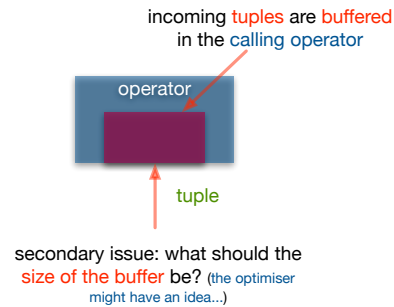 incoming tuples are buffered
in the calling operator
operator
tuple
secondary issue: what should the
size of the buffer be? (the optimiser
might have an idea...)